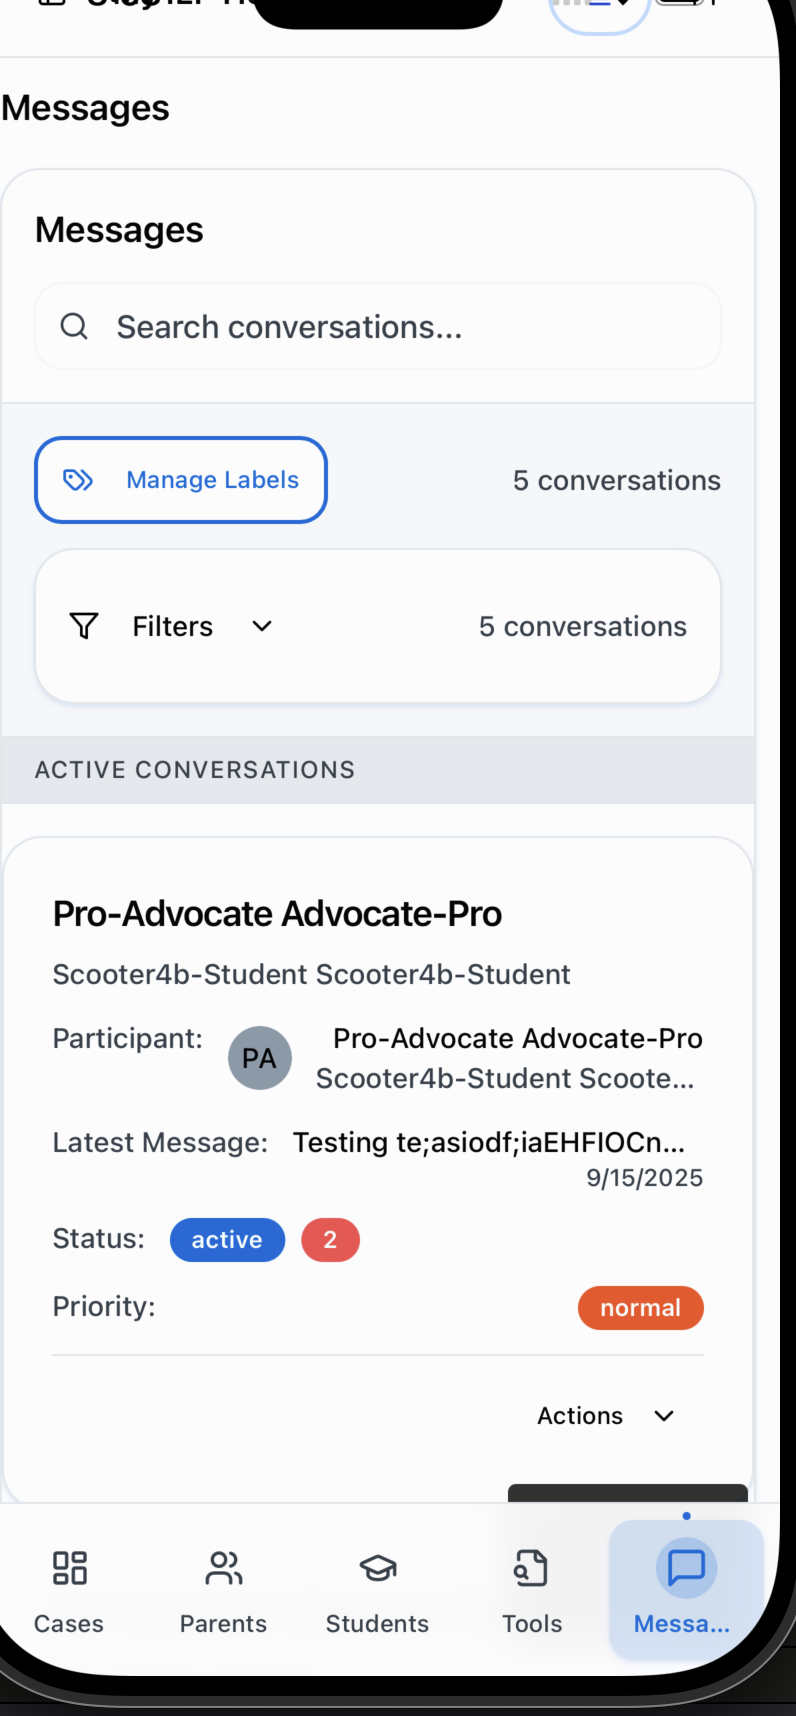 Messages
Messages
Search conversations...
Manage Labels
5 conversations
Filters
5 conversations
ACTIVE CONVERSATIONS
Pro-Advocate Advocate-Pro
Scooter4b-Student Scooter4b-Student
Participant:
PA
Pro-Advocate Advocate-Pro
Scooter4b-Student Scoote...
Latest Message:
Testing te;asiodf;iaEHFIOCn...
9/15/2025
Status:
active
2
Priority:
normal
Actions
Cases
Parents
Students
Tools
Messa...